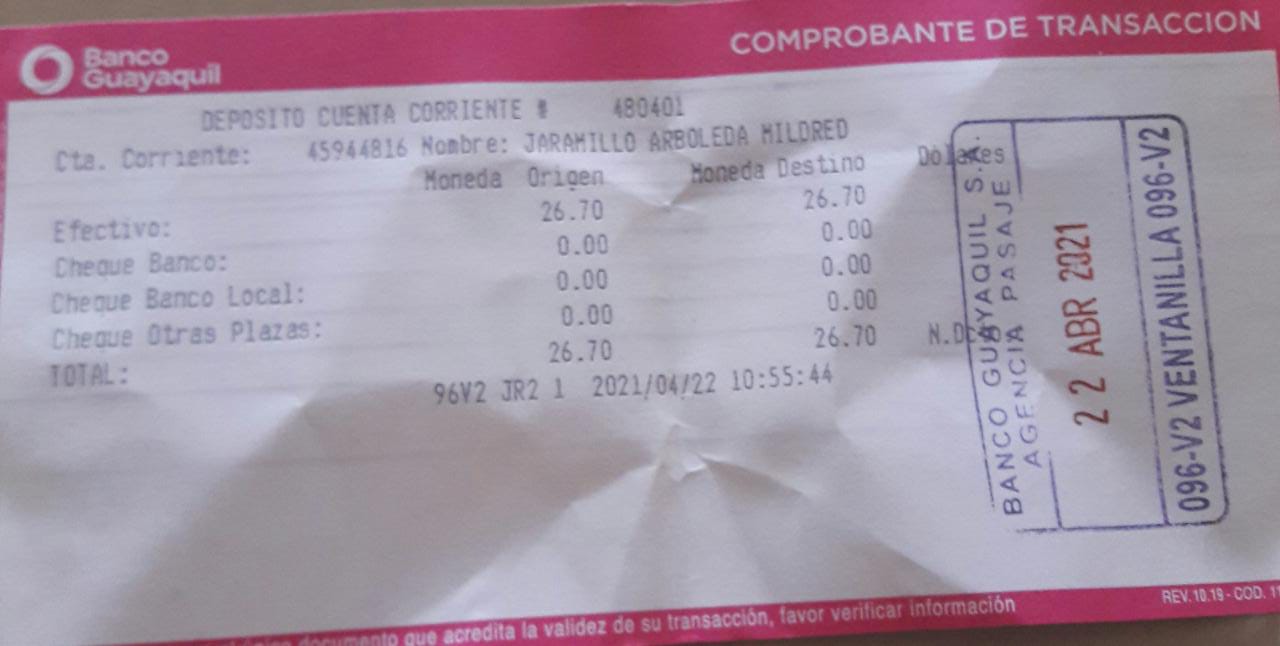 Banco
Guayaquil
COMPROBANTE DE TRANSACCION
DEPOSITO CUENTA CORRIENTE # 480401
Cta. Corriente: 45944816 Nombre: JARAMILLO ARBOLEDA MILDRED
Moneda Origen Moneda Destino Dólares
Efectivo: 26.70 26.70
Cheque Banco: 0.00 0.00
Cheque Banco Local: 0.00 0.00
Cheque Otras Plazas: 0.00 0.00
TOTAL: 26.70 26.70
96V2 JR2 1 2021/04/22 10:55:44
BANCO GUAYAQUIL S.A.
AGENCIA PASAJE
22 ABR 2021
096-V2 VENTANILLA 096-V2
documento que acredita la validez de su transacción, favor verificar información
REV.10.19 - COD. 11